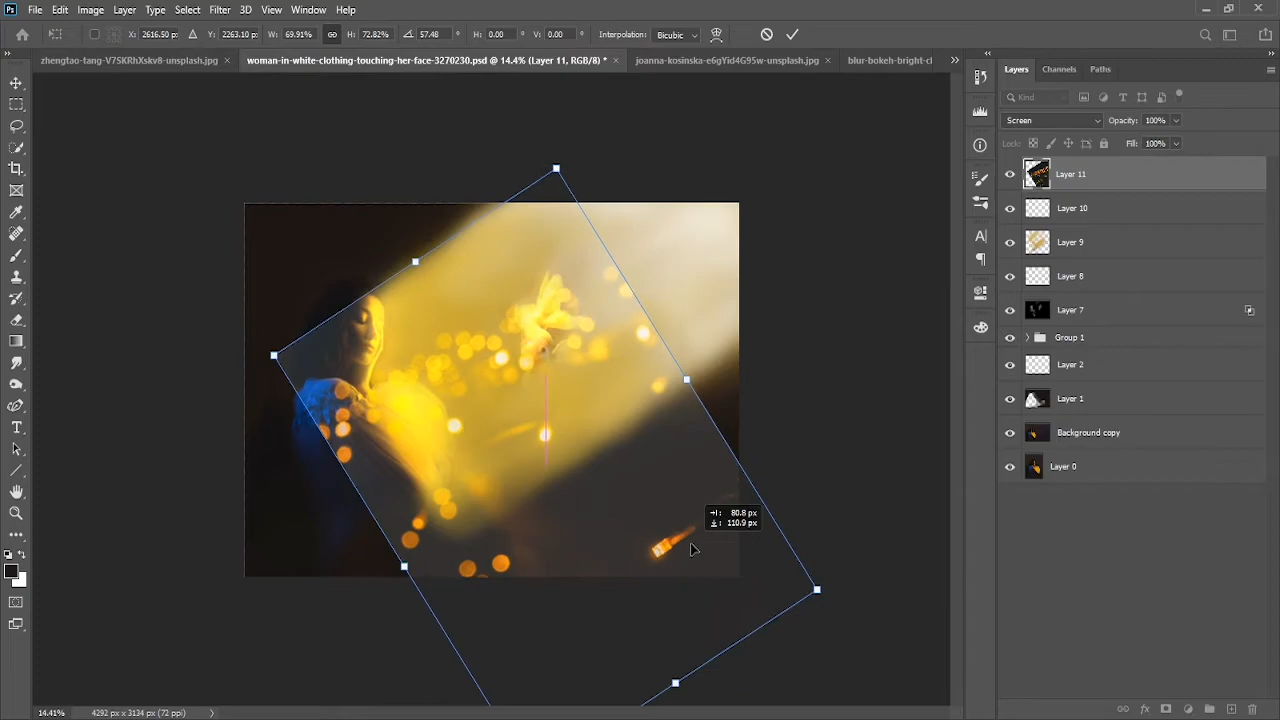 Ps File Edit Image Layer Type Select Filter 3D View Window Help
X: 2616.50 p: Y: 2263.10 p: W: 69.91% H: 72.82% 57.48 ° H: 0.00 ° V: 0.00 ° Interpolation: Bicubic
zhengtao-tang-V7SKRhXskv8-unsplash.jpg × woman-in-white-clothing-touching-her-face-3270230.psd @ 14.4% (Layer 11, RGB/8) * × joanna-kosinska-e6gYid4G95w-unsplash.jpg × blur-bokeh-bright-cl
Layers Channels Paths
Kind
Screen Opacity: 100%
Lock: Fill: 100%
Layer 11
Layer 10
Layer 9
Layer 8
Layer 7
Group 1
Layer 2
Layer 1
Background copy
Layer 0
80.8 px
110.9 px
14.41% 4292 px x 3134 px (72 ppi)